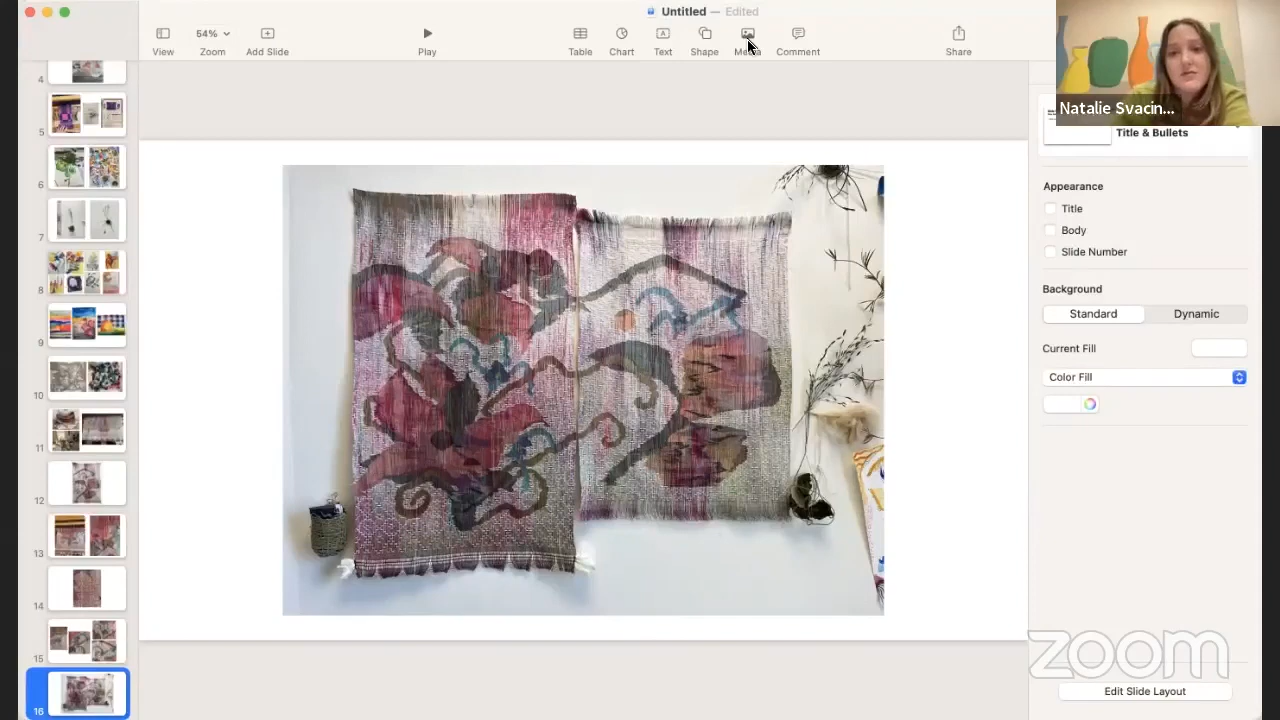 Untitled — Edited
View
54%
Zoom
Add Slide
Play
Table
Chart
Text
Shape
Media
Comment
Share
Natalie Svacin...
Title & Bullets
Appearance
Title
Body
Slide Number
Background
Standard
Dynamic
Current Fill
Color Fill
Edit Slide Layout
zoom
4
5
6
7
8
9
10
11
12
13
14
15
16